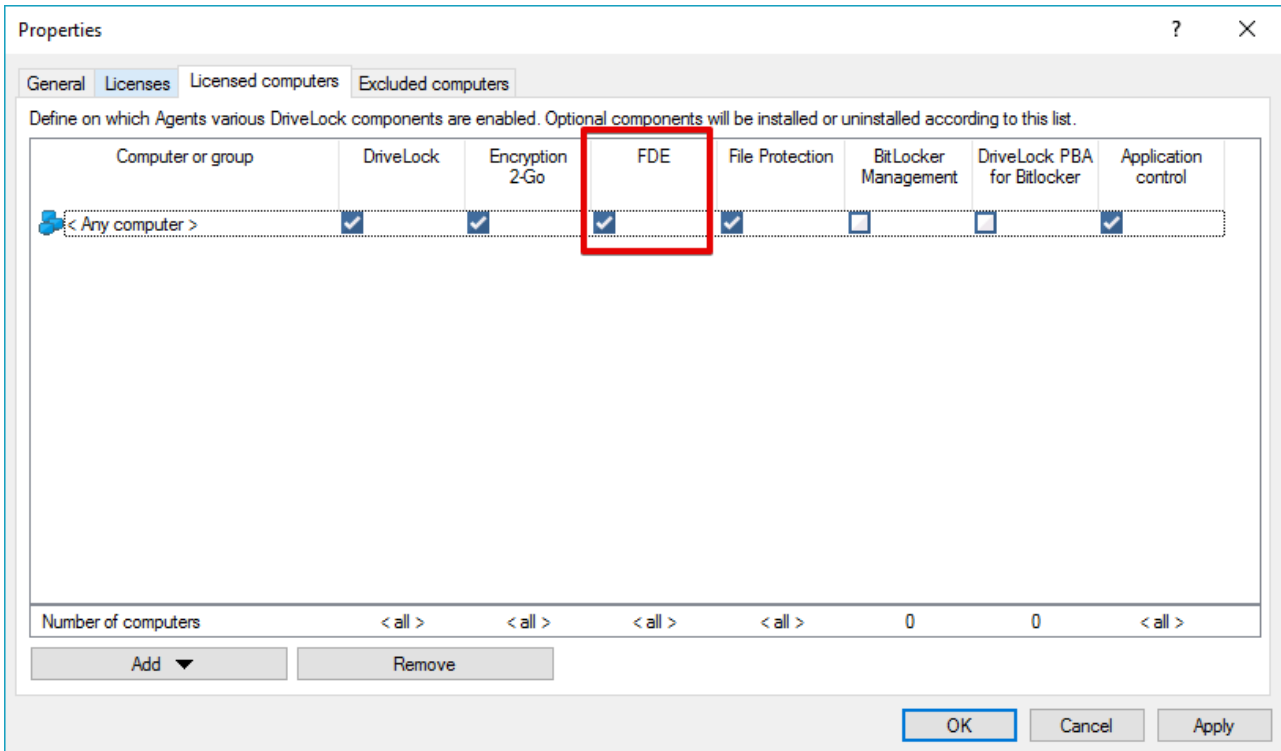 Properties
?
General Licenses Licensed computers Excluded computers
Define on which Agents various DriveLock components are enabled. Optional components will be installed or uninstalled according to this list.
Computer or group DriveLock Encryption 2-Go FDE File Protection BitLocker Management DriveLock PBA for Bitlocker Application control
< Any computer >
Number of computers < all > < all > < all > < all > 0 0 < all >
Add Remove
OK Cancel Apply